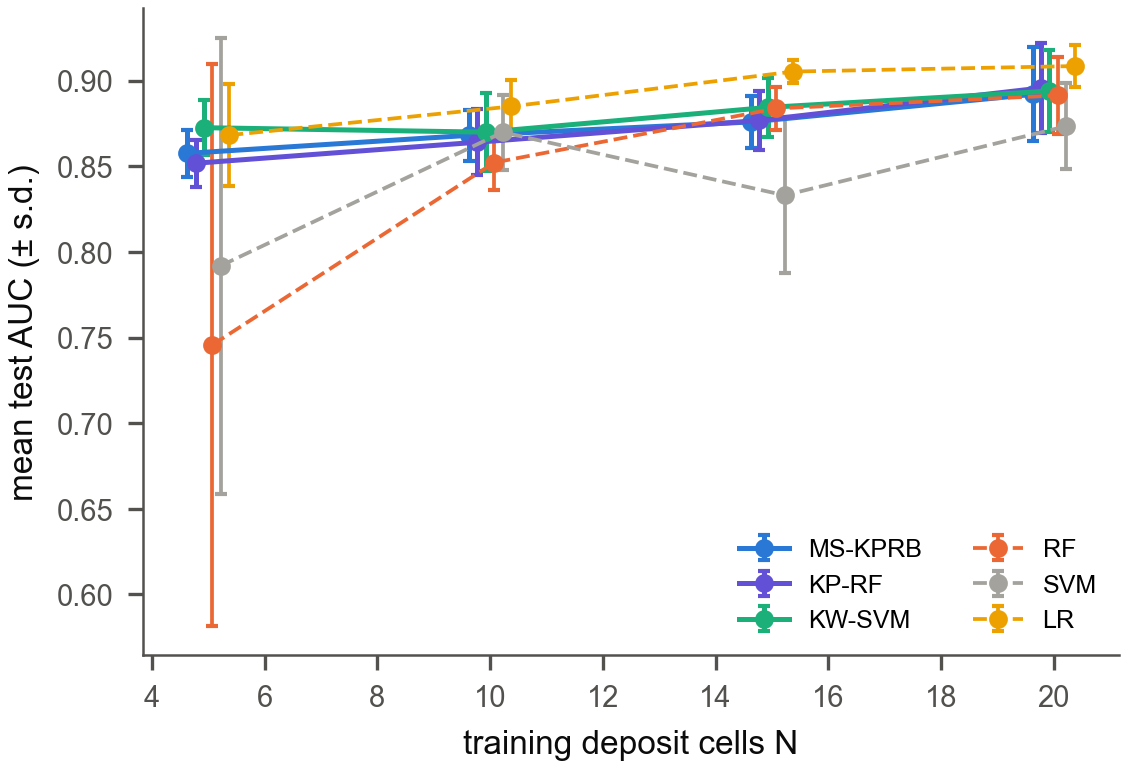 mean test AUC (± s.d.)
0.90
0.85
0.80
0.75
0.70
0.65
0.60
4 6 8 10 12 14 16 18 20
training deposit cells N
MS-KPRB
KP-RF
KW-SVM
RF
SVM
LR